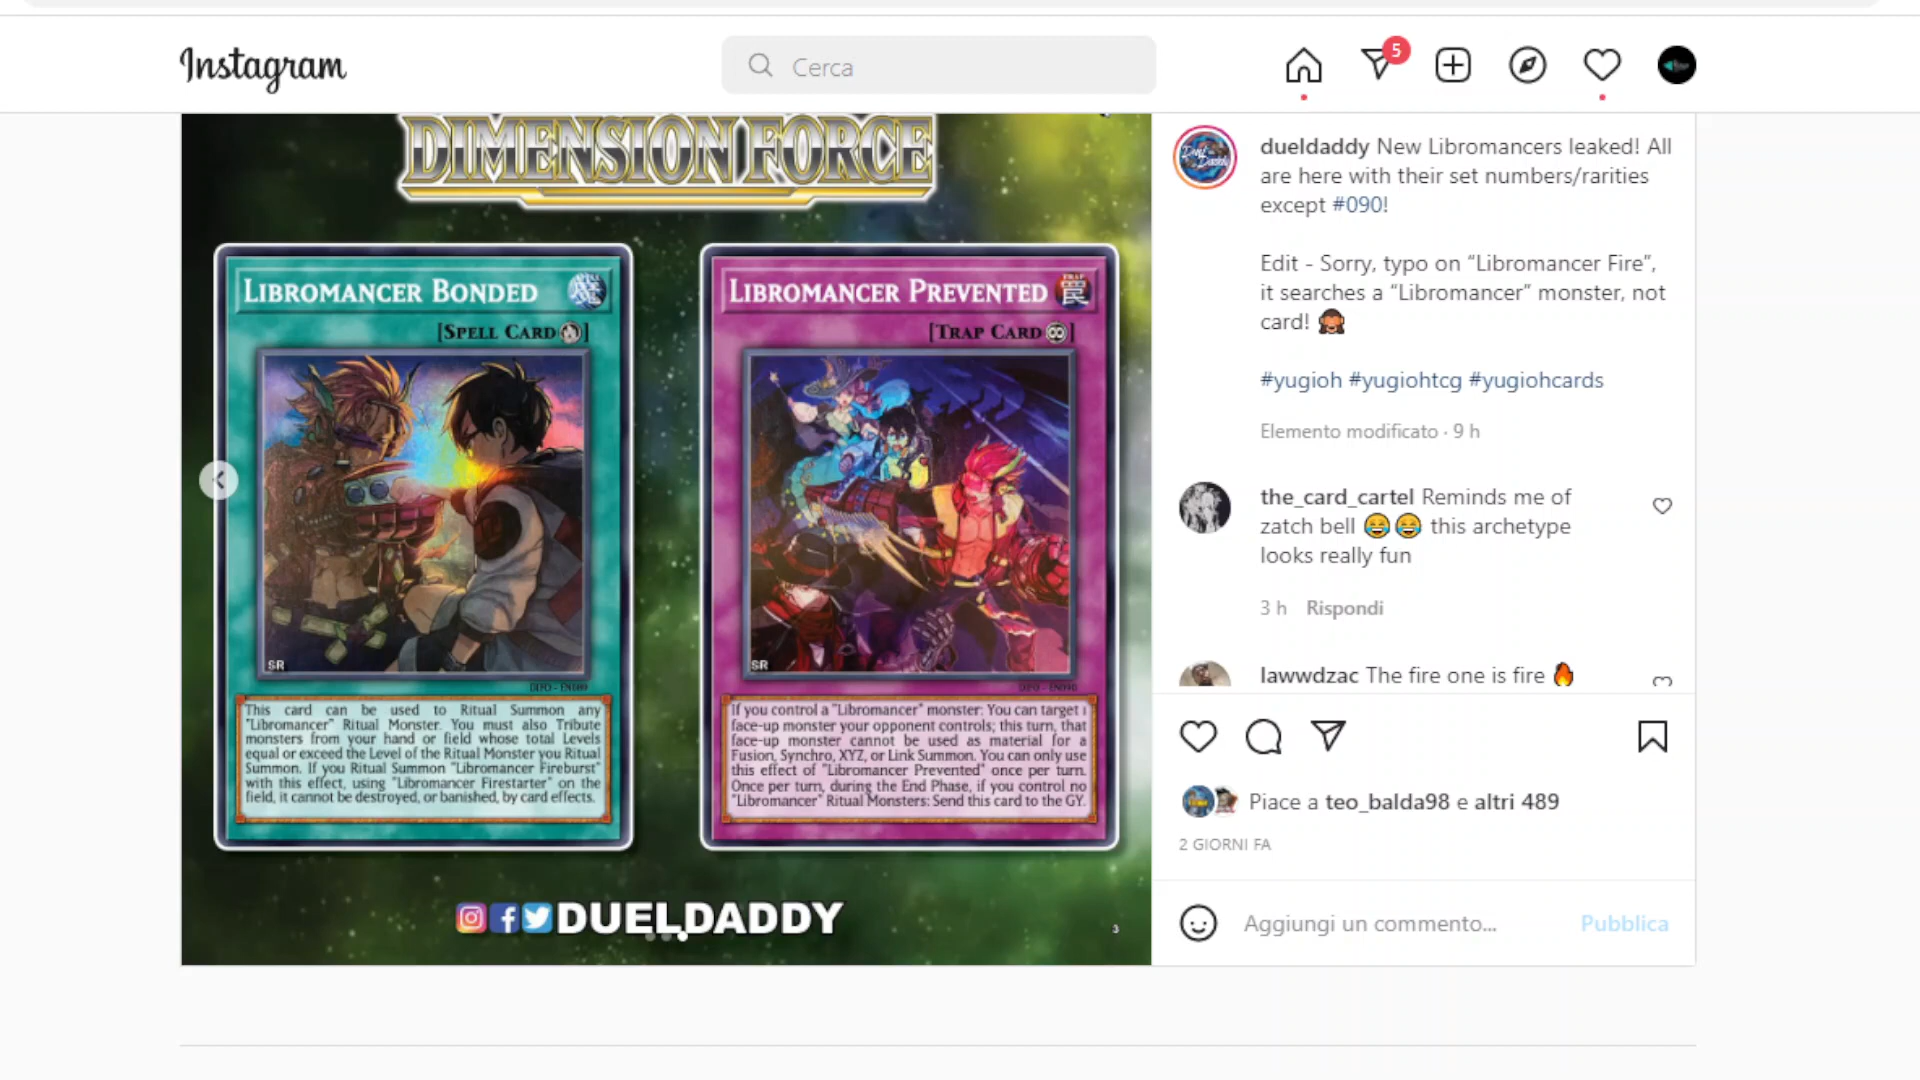 Instagram
Cerca
5
DIMENSION FORCE
LIBROMANCER BONDED
[SPELL CARD]
SR
DIFO - EN089
This card can be used to Ritual Summon any
"Libromancer" Ritual Monster. You must also Tribute
monsters from your hand or field whose total Levels
equal or exceed the Level of the Ritual Monster you Ritual
Summon. If you Ritual Summon "Libromancer Fireburst"
with this effect, using "Libromancer Firestarter" on the
field, it cannot be destroyed, or banished, by card effects.
LIBROMANCER PREVENTED
TRAP
罠
[TRAP CARD]
SR
DIFO - EN090
If you control a "Libromancer" monster: You can target 1
face-up monster your opponent controls; this turn, that
face-up monster cannot be used as material for a
Fusion, Synchro, XYZ, or Link Summon. You can only use
this effect of "Libromancer Prevented" once per turn.
Once per turn, during the End Phase, if you control no
"Libromancer" Ritual Monsters: Send this card to the GY.
DUELDADDY
3
dueldaddy New Libromancers leaked! All
are here with their set numbers/rarities
except #090!
Edit - Sorry, typo on “Libromancer Fire”,
it searches a “Libromancer” monster, not
card! 🙈
#yugioh #yugiohtcg #yugiohcards
Elemento modificato · 9 h
the_card_cartel Reminds me of
zatch bell 😂😂 this archetype
looks really fun
3 h Rispondi
lawwdzac The fire one is fire 🔥
Piace a teo_balda98 e altri 489
2 GIORNI FA
Aggiungi un commento...
Pubblica